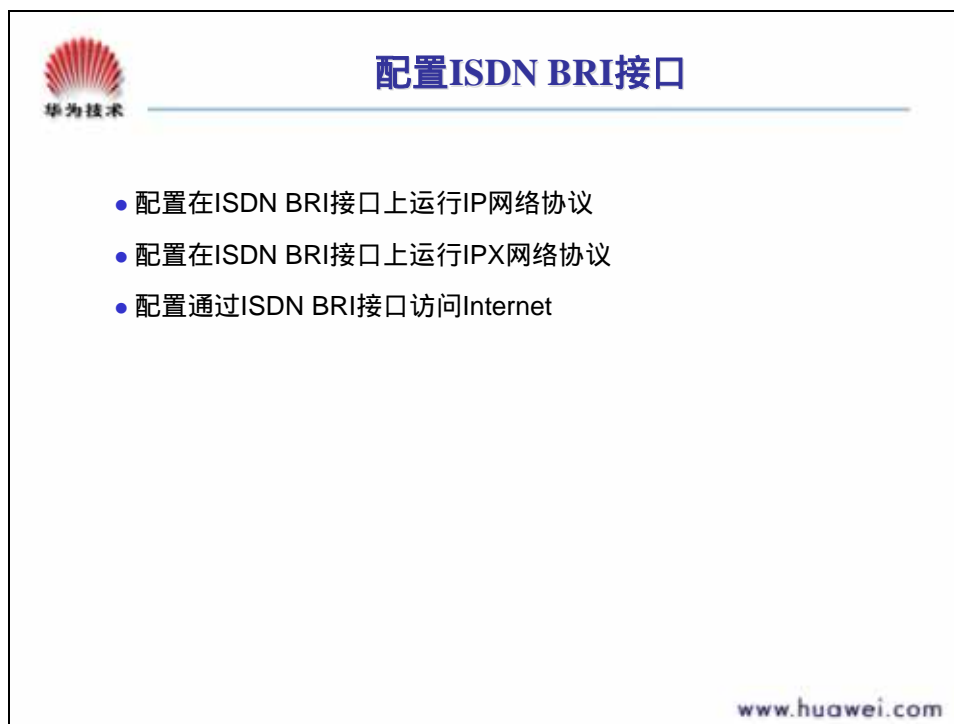 配置ISDN BRI接口
华为技术
● 配置在ISDN BRI接口上运行IP网络协议
● 配置在ISDN BRI接口上运行IPX网络协议
● 配置通过ISDN BRI接口访问Internet
www.huawei.com